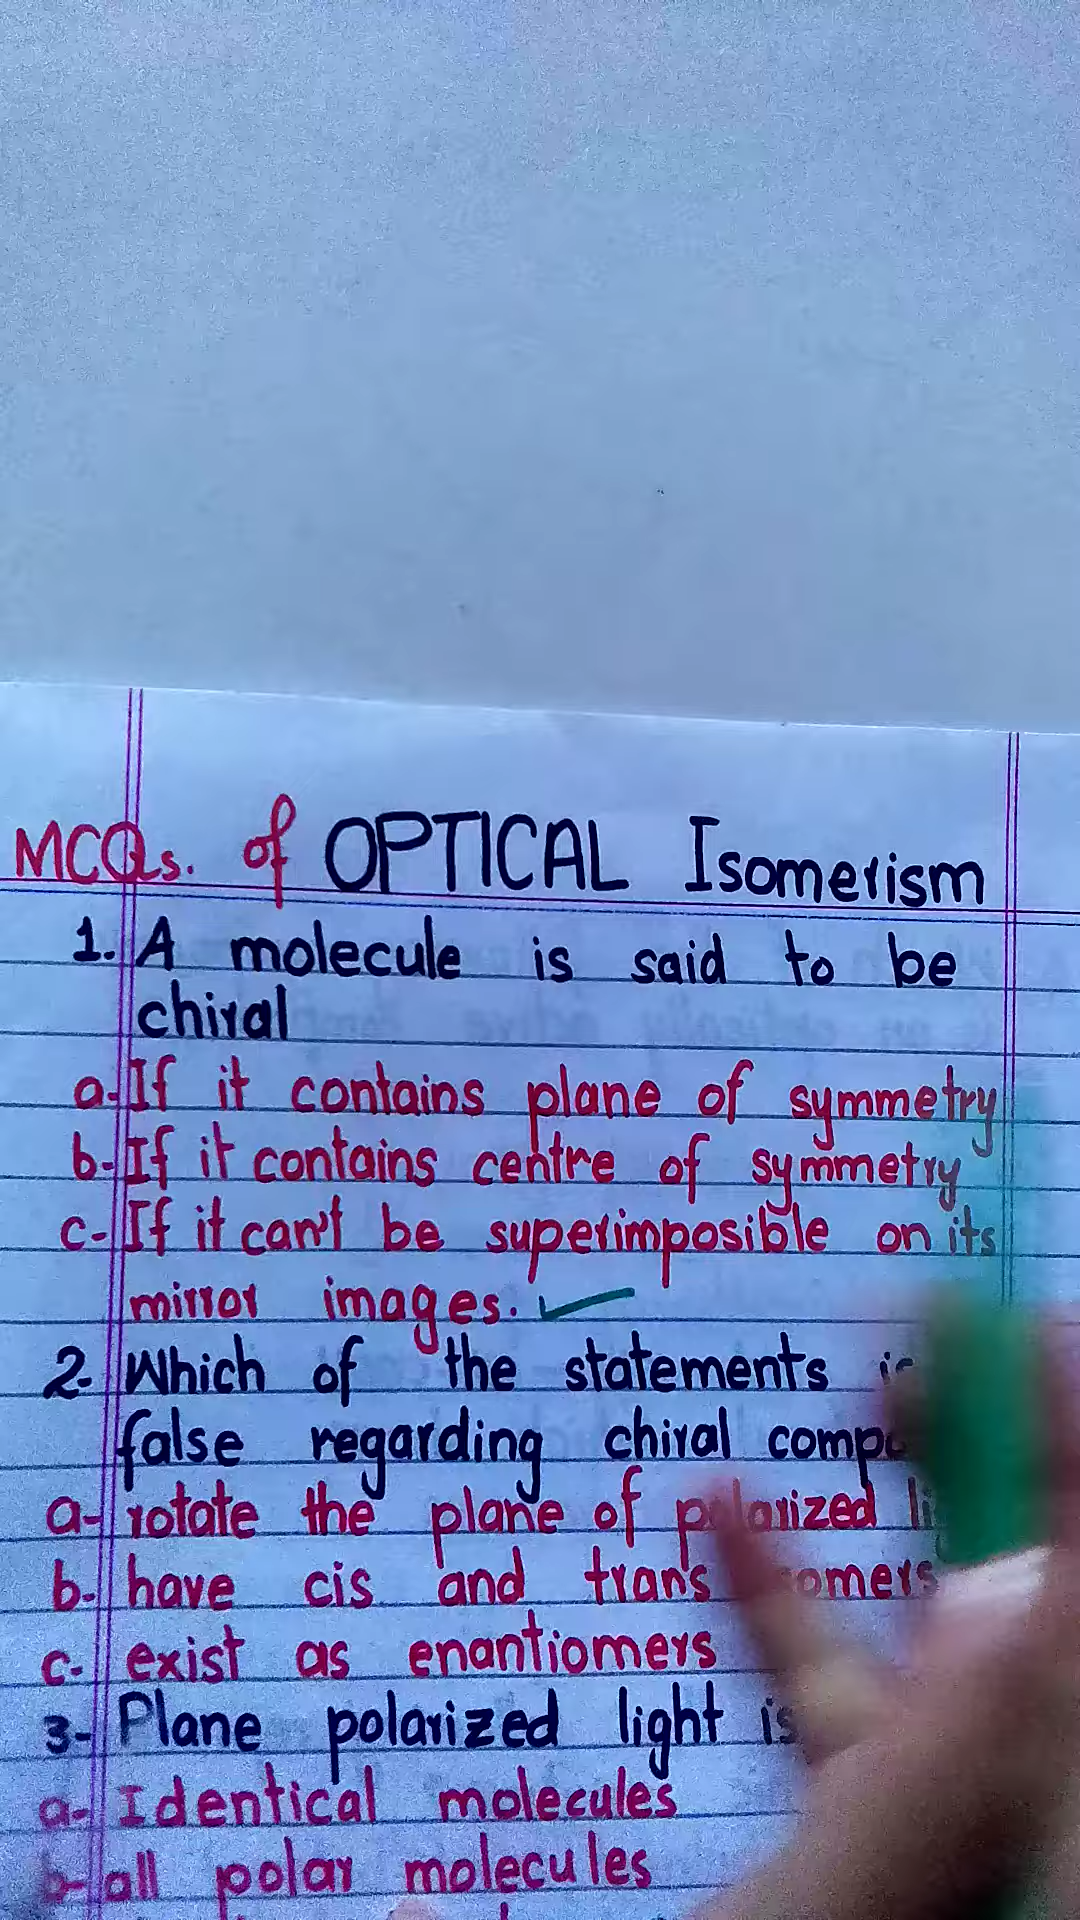 MCQs. of OPTICAL Isomerism
1. A molecule is said to be
chiral
a- If it contains plane of symmetry
b- If it contains centre of symmetry
c- If it can't be superimposible on its
mirror images.
2- Which of the statements
false regarding chiral
a- rotate the plane of polarized
b- have cis and trans
c- exist as enantiomers
3- Plane polarized light is
a- Identical molecules
b- all polar molecules